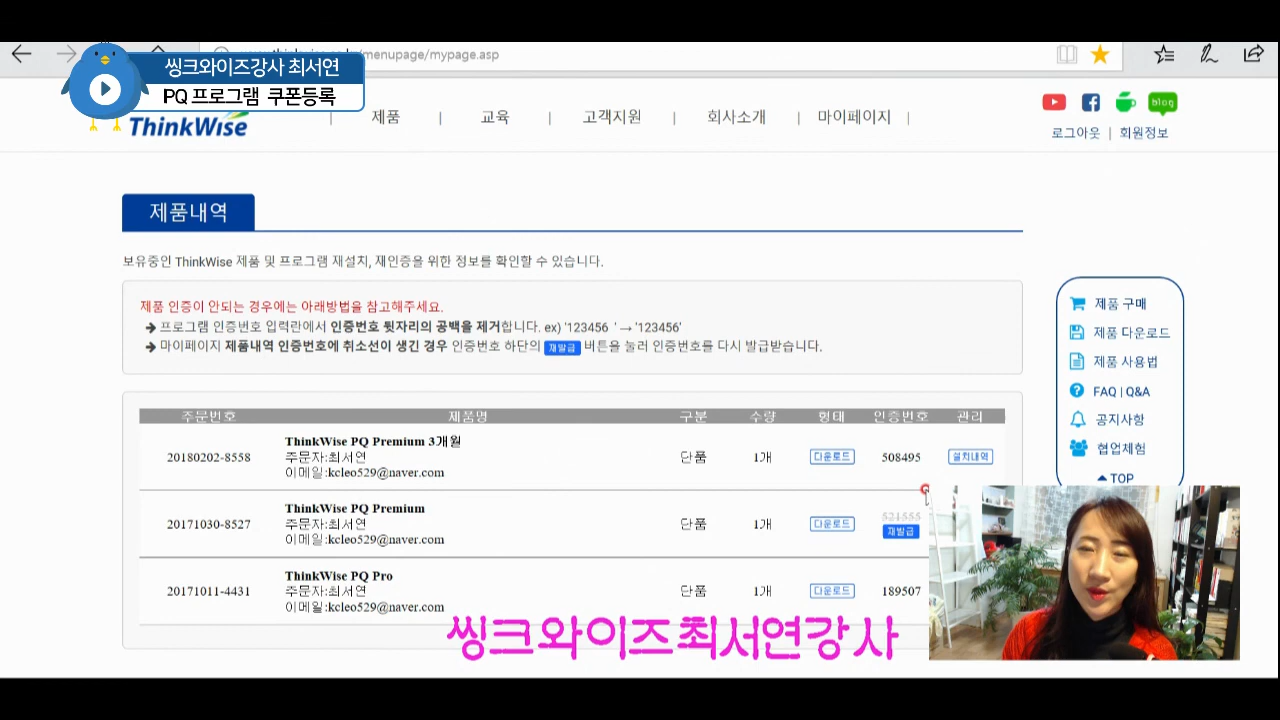 menupage/mypage.asp
씽크와이즈강사 최서연
PQ 프로그램 쿠폰등록
ThinkWise
제품 | 교육 | 고객지원 | 회사소개 | 마이페이지 |
blog
로그아웃 | 회원정보
제품내역
보유중인 ThinkWise 제품 및 프로그램 재설치, 재인증을 위한 정보를 확인할 수 있습니다.
제품 인증이 안되는 경우에는 아래방법을 참고해주세요.
➔ 프로그램 인증번호 입력란에서 인증번호 뒷자리의 공백을 제거합니다. ex) '123456 ' → '123456'
➔ 마이페이지 제품내역 인증번호에 취소선이 생긴 경우 인증번호 하단의 재발급 버튼을 눌러 인증번호를 다시 발급받습니다.
주문번호 제품명 구분 수량 형태 인증번호 관리
ThinkWise PQ Premium 3개월
20180202-8558 주문자:최서연 단품 1개 다운로드 508495 설치내역
이메일:kcleo529@naver.com
ThinkWise PQ Premium
521555
20171030-8527 주문자:최서연 단품 1개 다운로드
재발급
이메일:kcleo529@naver.com
ThinkWise PQ Pro
20171011-4431 주문자:최서연 단품 1개 다운로드 189507
이메일:kcleo529@naver.com
제품 구매
제품 다운로드
제품 사용법
FAQ | Q&A
공지사항
협업체험
TOP
씽크와이즈최서연강사